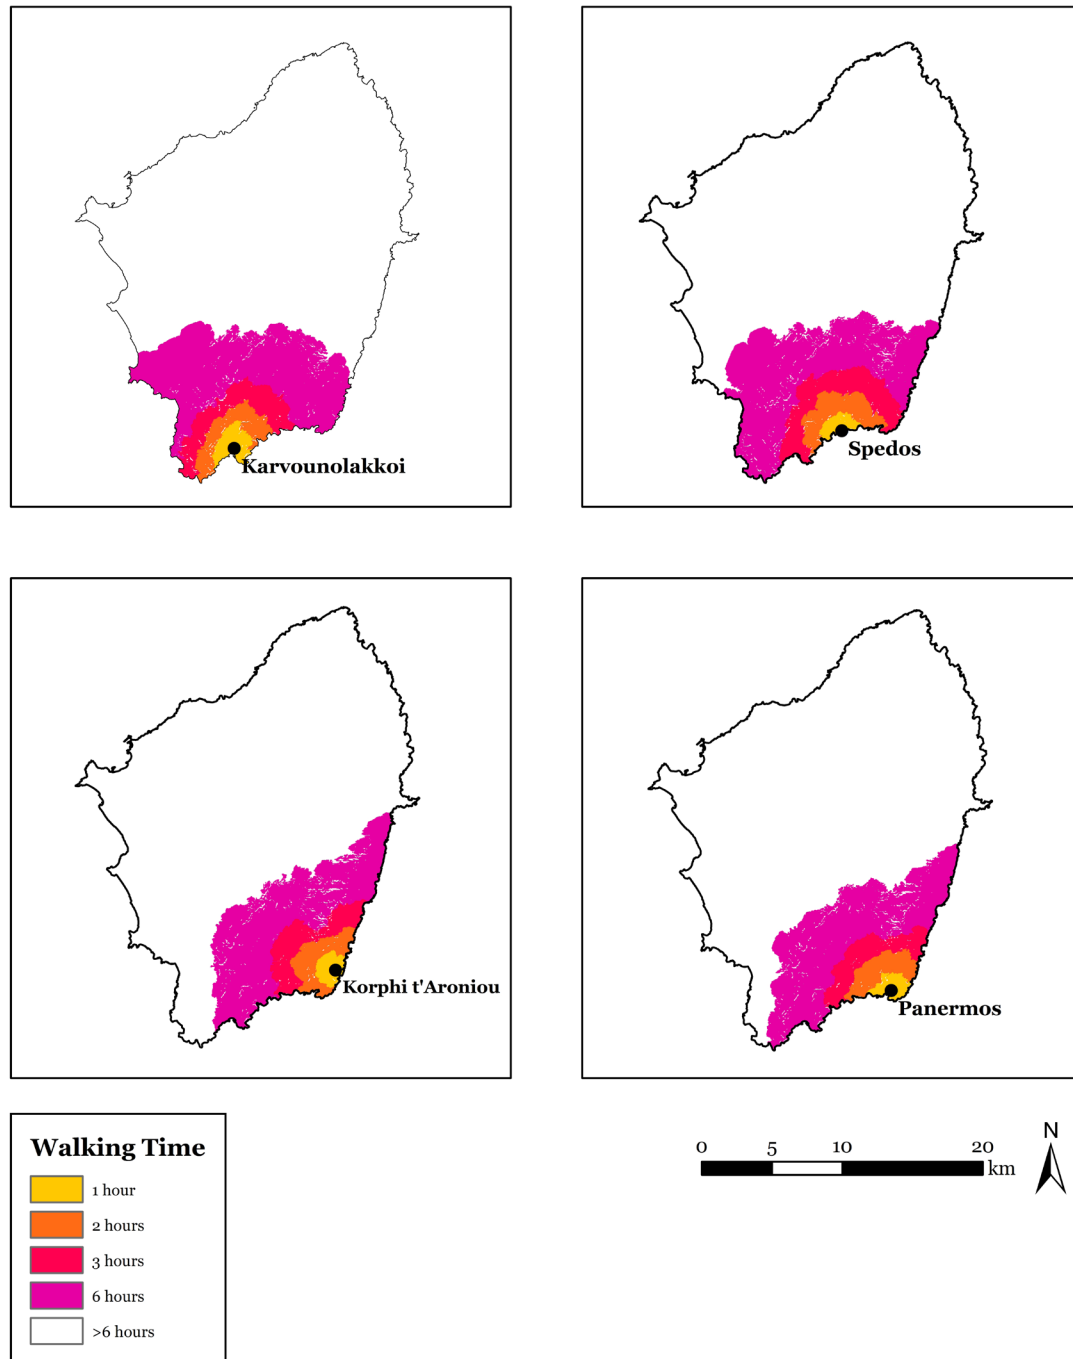 Karvounolakkoi
Spedos
Korphi t'Aroniou
Panermos
Walking Time
1 hour
2 hours
3 hours
6 hours
>6 hours
0 5 10 20
km
N